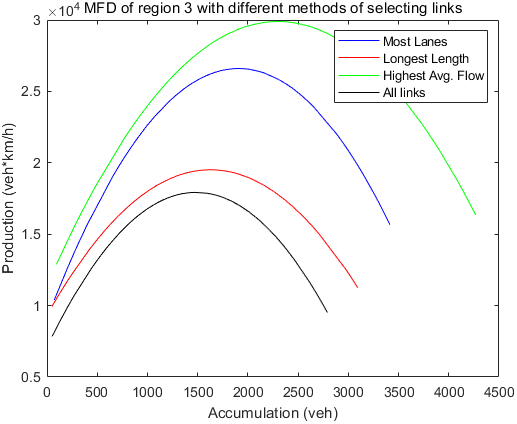 ×10⁴ MFD of region 3 with different methods of selecting links
3
2.5
2
1.5
1
0.5
Production (veh*km/h)
Most Lanes
Longest Length
Highest Avg. Flow
All links
0 500 1000 1500 2000 2500 3000 3500 4000 4500
Accumulation (veh)